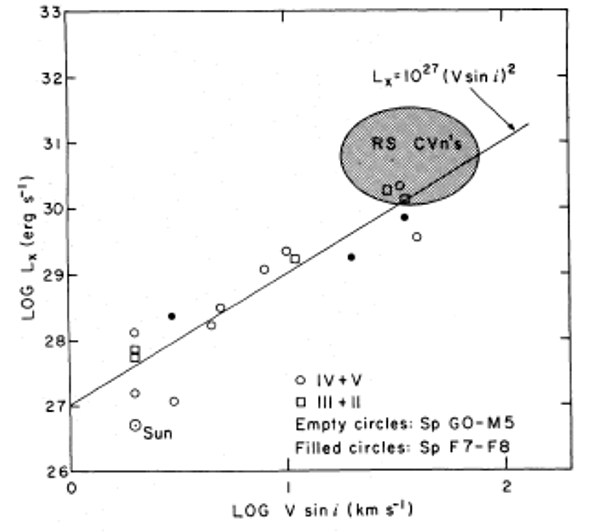 33
32
31
30
29
28
27
26
LOG Lx (erg s⁻¹)
Lx=10²⁷(V sin i)²
RS CVn's
Sun
IV+V
III+II
Empty circles: Sp GO-M5
Filled circles: Sp F7-F8
0
1
2
LOG V sin i (km s⁻¹)